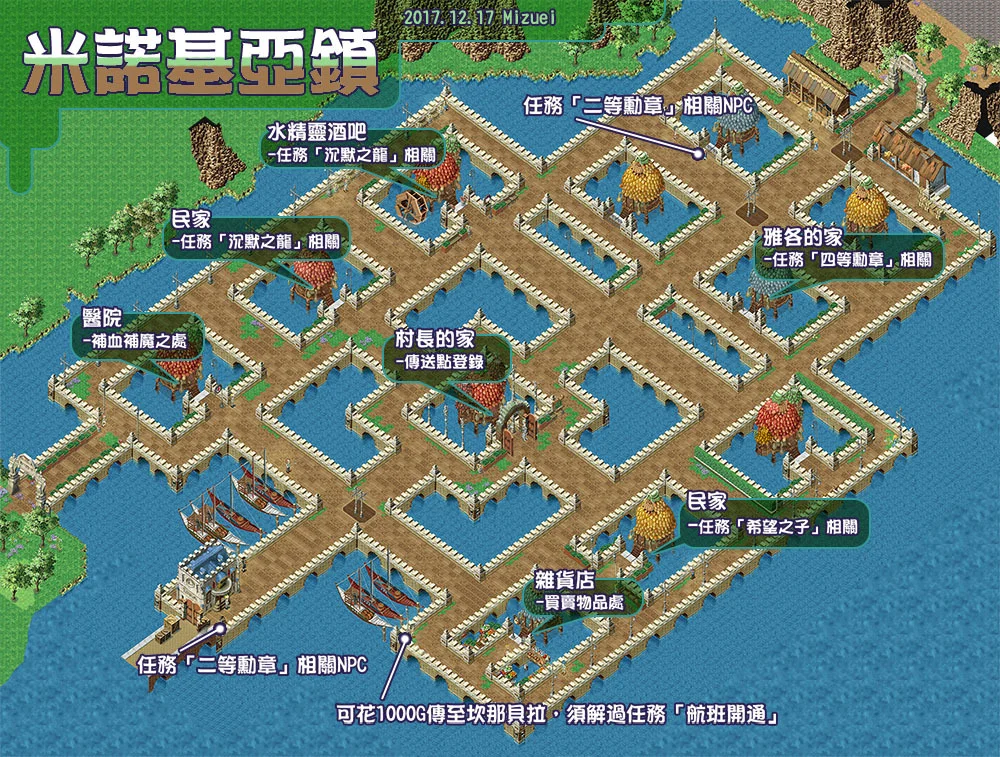 2017.12.17 Mizuei
米諾基亞鎮
任務「二等勳章」相關NPC
水精靈酒吧
-任務「沉默之龍」相關
民家
-任務「沉默之龍」相關
雅各的家
-任務「四等勳章」相關
醫院
-補血補魔之處
村長的家
-傳送點登錄
民家
-任務「希望之子」相關
雜貨店
-買賣物品處
任務「二等勳章」相關NPC
可花1000G傳至坎那貝拉，須解過任務「航班開通」